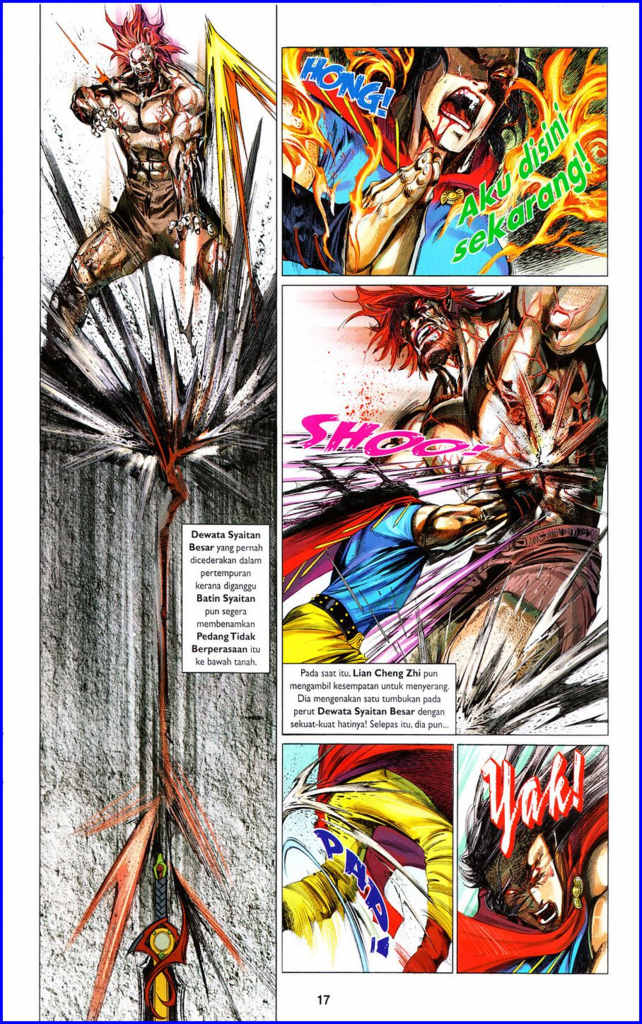 Dewata Syaitan
Besar yang pernah
dicederakan dalam
pertempuran
kerana diganggu
Batin Syaitan
pun segera
membenamkan
Pedang Tidak
Berperasaan itu
ke bawah tanah.
HONG!
Aku disini
sekarang!
SHOO!
Pada saat itu, Lian Cheng Zhi pun
mengambil kesempatan untuk menyerang.
Dia mengenakan satu tumbukan pada
perut Dewata Syaitan Besar dengan
sekuat-kuat hatinya! Selepas itu, dia pun...
PAP!!
Yak!
17